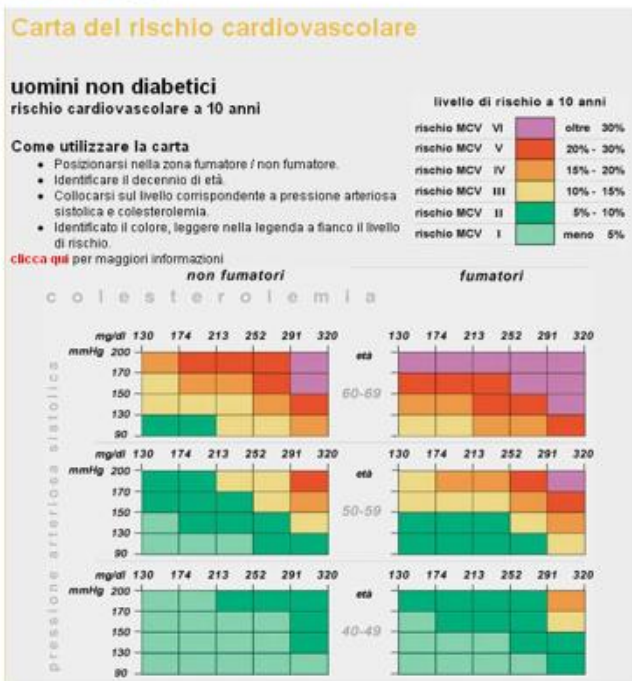 Carta del rischio cardiovascolare
uomini non diabetici
rischio cardiovascolare a 10 anni
Come utilizzare la carta
Posizionarsi nella zona fumatore / non fumatore.
Identificare il decennio di età.
Collocarsi sul livello corrispondente a pressione arteriosa
sistolica e colesterolemia.
Identificato il colore, leggere nella legenda a fianco il livello
di rischio.
clicca qui per maggiori informazioni
livello di rischio a 10 anni
rischio MCV VI oltre 30%
rischio MCV V 20% - 30%
rischio MCV IV 15% - 20%
rischio MCV III 10% - 15%
rischio MCV II 5% - 10%
rischio MCV I meno 5%
non fumatori fumatori
colesterolemia
pressione arteriosa sistolica
mg/dl 130 174 213 252 291 320 130 174 213 252 291 320
mmHg 200 età
170
150 60-69
130
90
mg/dl 130 174 213 252 291 320 130 174 213 252 291 320
mmHg 200 età
170
150 50-59
130
90
mg/dl 130 174 213 252 291 320 130 174 213 252 291 320
mmHg 200 età
170
150 40-49
130
90